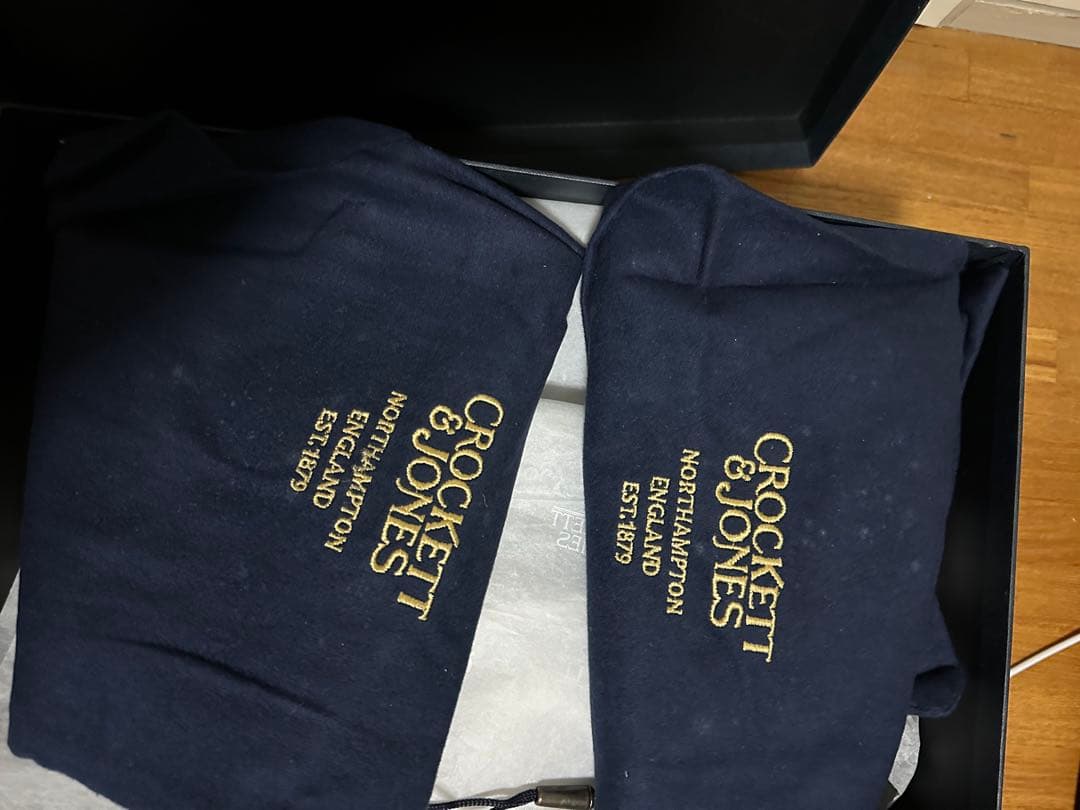 CROCKETT
& JONES
NORTHAMPTON
ENGLAND
EST. 1879
CROCKETT
& JONES
NORTHAMPTON
ENGLAND
EST. 1879